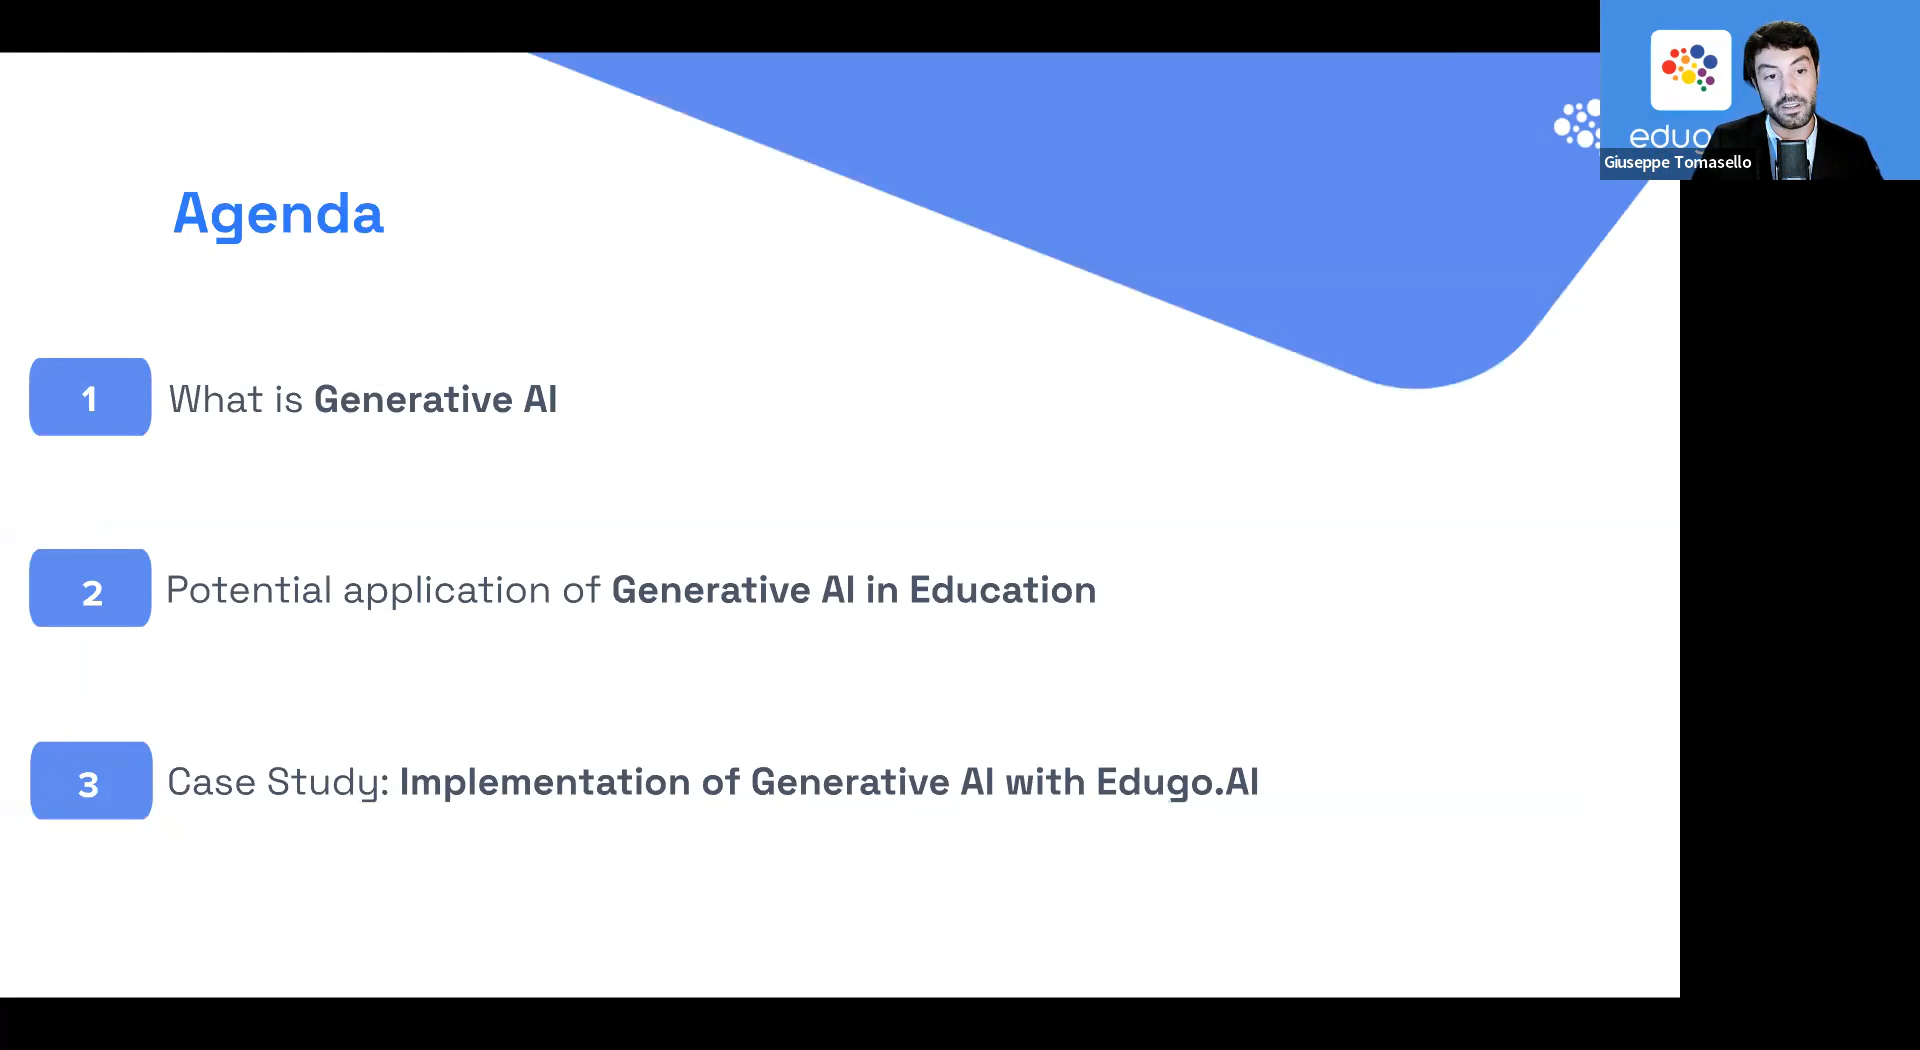 Agenda
1
What is Generative AI
2
Potential application of Generative AI in Education
3
Case Study: Implementation of Generative AI with Edugo.AI
Giuseppe Tomasello